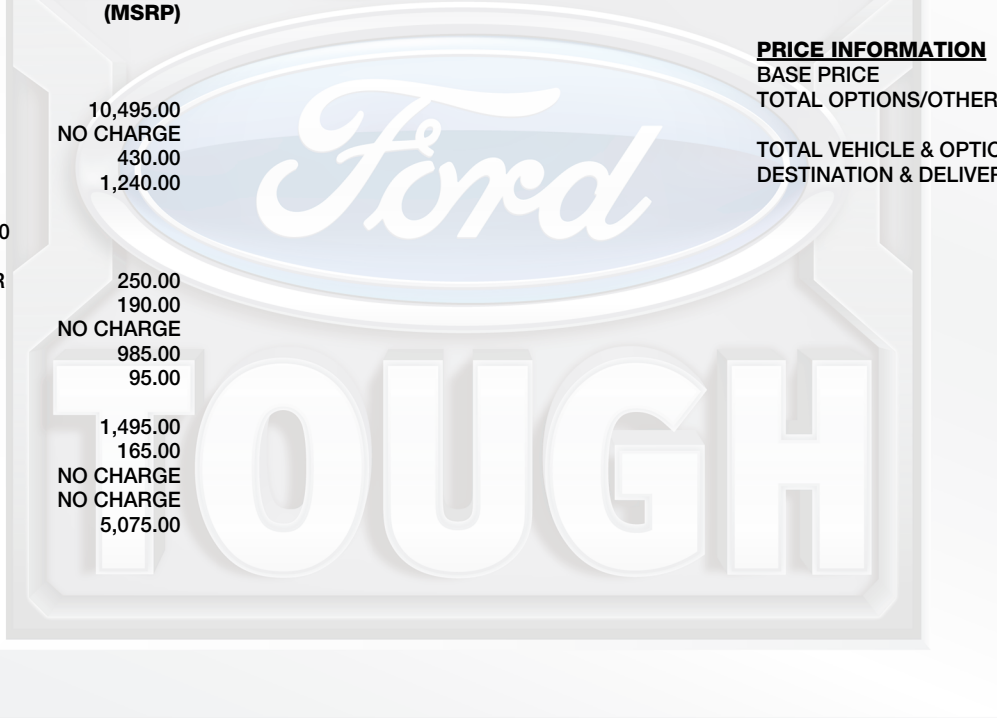 (MSRP)
10,495.00
NO CHARGE
430.00
1,240.00
0
R
250.00
190.00
NO CHARGE
985.00
95.00
1,495.00
165.00
NO CHARGE
NO CHARGE
5,075.00
PRICE INFORMATION
BASE PRICE
TOTAL OPTIONS/OTHER
TOTAL VEHICLE & OPTIO
DESTINATION & DELIVER
Ford
TOUGH